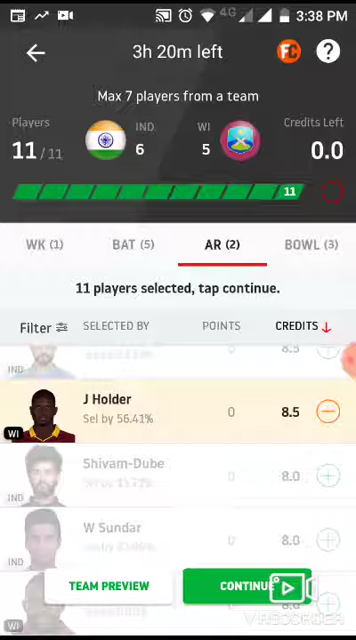 4G 3:38 PM
3h 20m left
FC ?
Max 7 players from a team
Players IND WI Credits Left
11/11 6 5 0.0
11
WK (1) BAT (5) AR (2) BOWL (3)
11 players selected, tap continue.
Filter SELECTED BY POINTS CREDITS
IND 0 8.5
J Holder
Sel by 56.41% 0 8.5
WI
Shivam-Dube
0 8.0
IND
W Sundar
0 8.0
IND
TEAM PREVIEW CONTINUE
WI